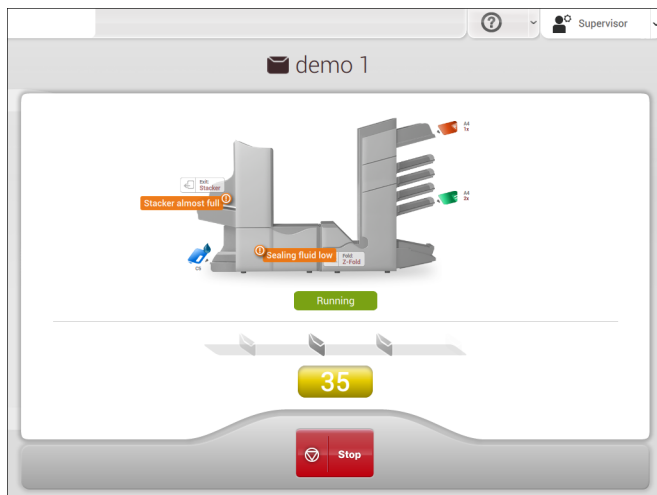 Supervisor
demo 1
A4
1x
Exit:
Stacker
Stacker almost full
A4
2x
Sealing fluid low
Fold:
Z-Fold
C5
Running
35
Stop